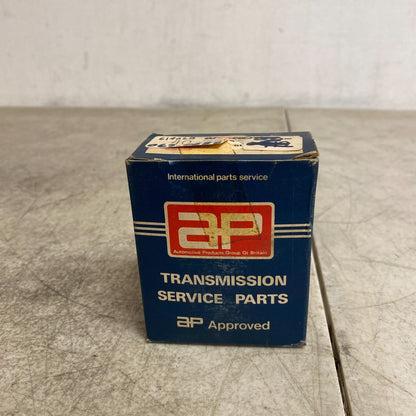 International parts service
ap
Automotive Products Group Of Britain
TRANSMISSION
SERVICE PARTS
ap Approved